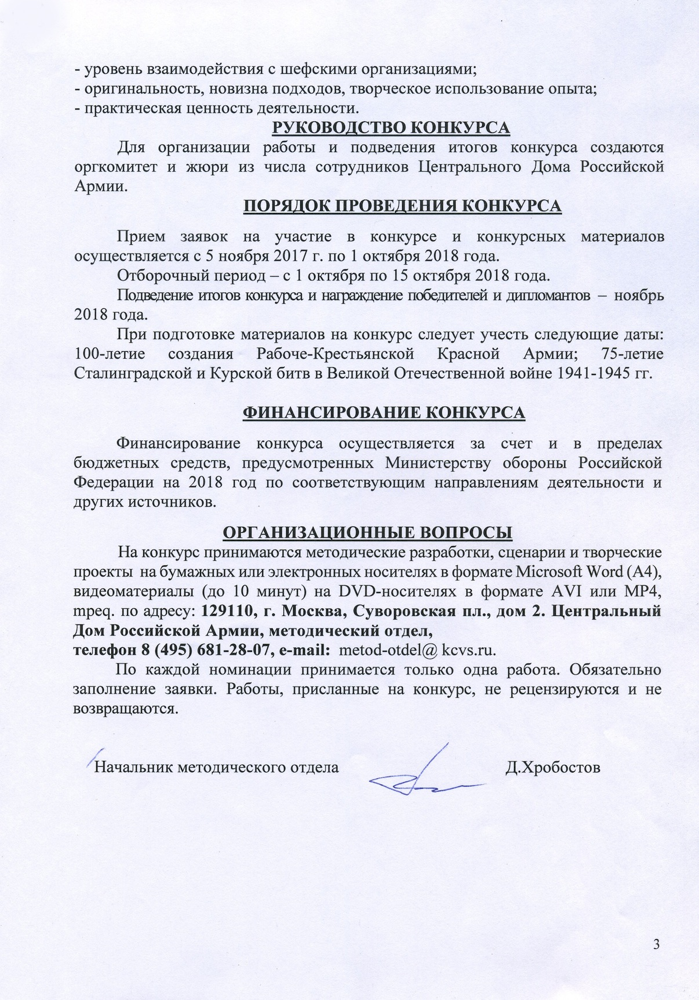 - уровень взаимодействия с шефскими организациями;
- оригинальность, новизна подходов, творческое использование опыта;
- практическая ценность деятельности.
РУКОВОДСТВО КОНКУРСА
Для организации работы и подведения итогов конкурса создаются
оргкомитет и жюри из числа сотрудников Центрального Дома Российской
Армии.
ПОРЯДОК ПРОВЕДЕНИЯ КОНКУРСА
Прием заявок на участие в конкурсе и конкурсных материалов
осуществляется с 5 ноября 2017 г. по 1 октября 2018 года.
Отборочный период – с 1 октября по 15 октября 2018 года.
Подведение итогов конкурса и награждение победителей и дипломантов – ноябрь
2018 года.
При подготовке материалов на конкурс следует учесть следующие даты:
100-летие создания Рабоче-Крестьянской Красной Армии; 75-летие
Сталинградской и Курской битв в Великой Отечественной войне 1941-1945 гг.
ФИНАНСИРОВАНИЕ КОНКУРСА
Финансирование конкурса осуществляется за счет и в пределах
бюджетных средств, предусмотренных Министерству обороны Российской
Федерации на 2018 год по соответствующим направлениям деятельности и
других источников.
ОРГАНИЗАЦИОННЫЕ ВОПРОСЫ
На конкурс принимаются методические разработки, сценарии и творческие
проекты на бумажных или электронных носителях в формате Microsoft Word (А4),
видеоматериалы (до 10 минут) на DVD-носителях в формате AVI или MP4,
mpeq. по адресу: 129110, г. Москва, Суворовская пл., дом 2. Центральный
Дом Российской Армии, методический отдел,
телефон 8 (495) 681-28-07, e-mail: metod-otdel@ kcvs.ru.
По каждой номинации принимается только одна работа. Обязательно
заполнение заявки. Работы, присланные на конкурс, не рецензируются и не
возвращаются.
Начальник методического отдела Д.Хробостов
3